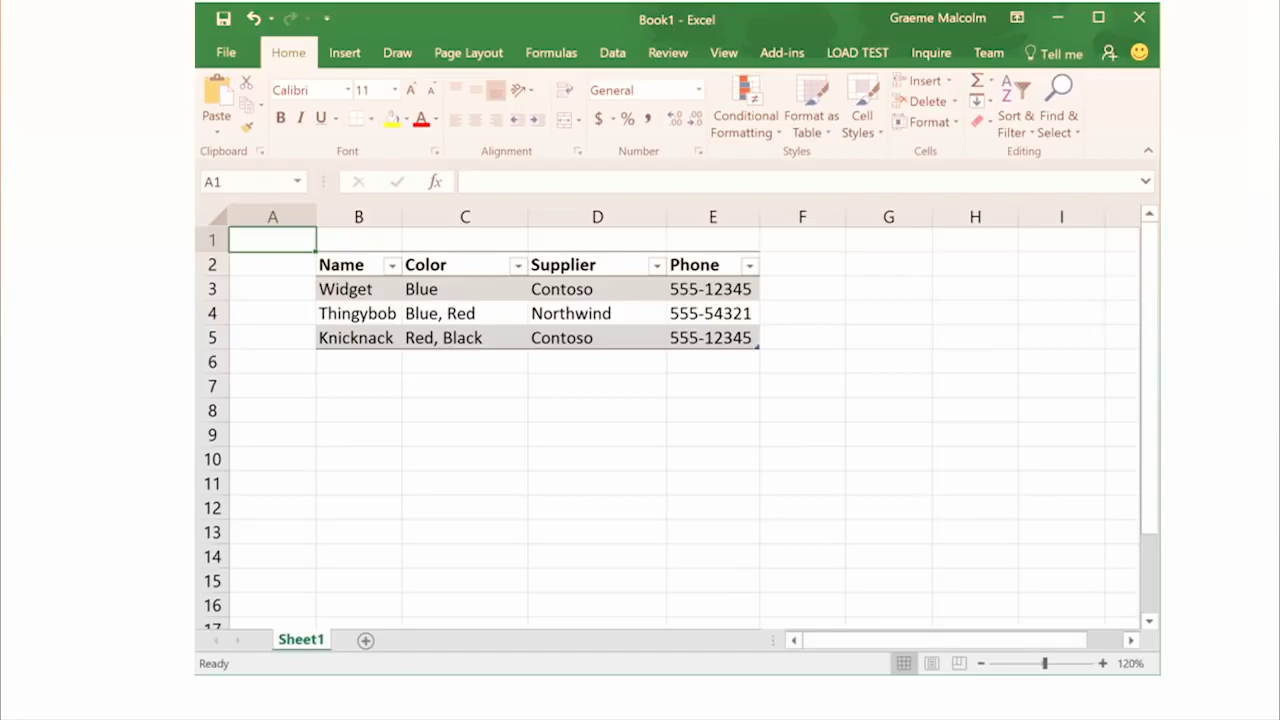 Book1 - Excel
Graeme Malcolm
File Home Insert Draw Page Layout Formulas Data Review View Add-ins LOAD TEST Inquire Team Tell me
Calibri 11 General
Paste
B I U A $ % ,
Conditional Formatting Format as Table Cell Styles
Insert
Delete
Format
Sort & Filter Find & Select
Clipboard Font Alignment Number Styles Cells Editing
A1 fx
A B C D E F G H I
1
2 Name Color Supplier Phone
3 Widget Blue Contoso 555-12345
4 Thingybob Blue, Red Northwind 555-54321
5 Knicknack Red, Black Contoso 555-12345
6
7
8
9
10
11
12
13
14
15
16
17
Sheet1
Ready 120%